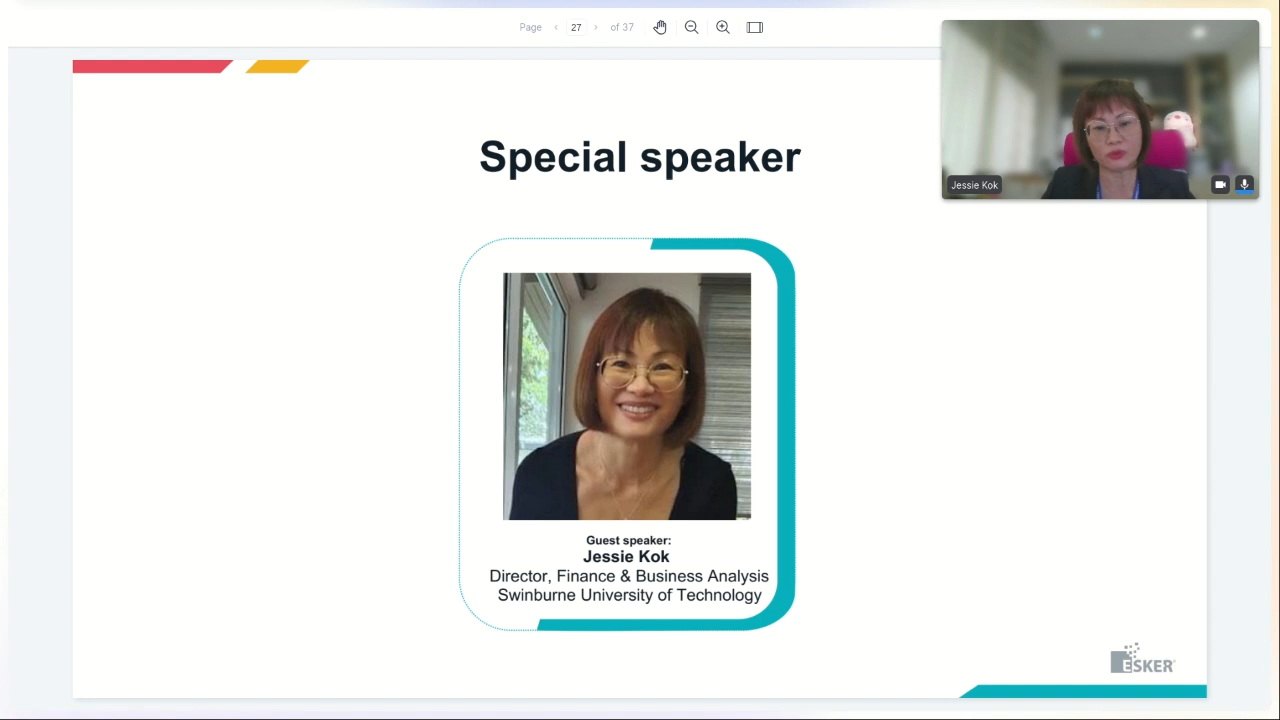 Page 27 of 37
Jessie Kok
Special speaker
Guest speaker:
Jessie Kok
Director, Finance & Business Analysis
Swinburne University of Technology
ESKER